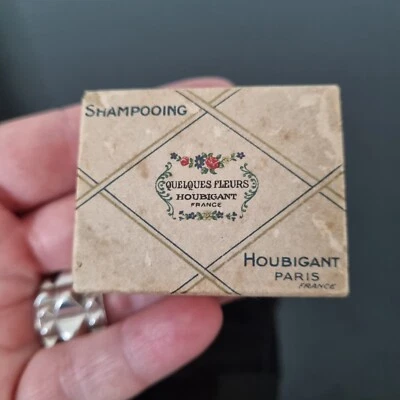 SHAMPOOING
QUELQUES FLEURS
HOUBIGANT
FRANCE
HOUBIGANT
PARIS
FRANCE